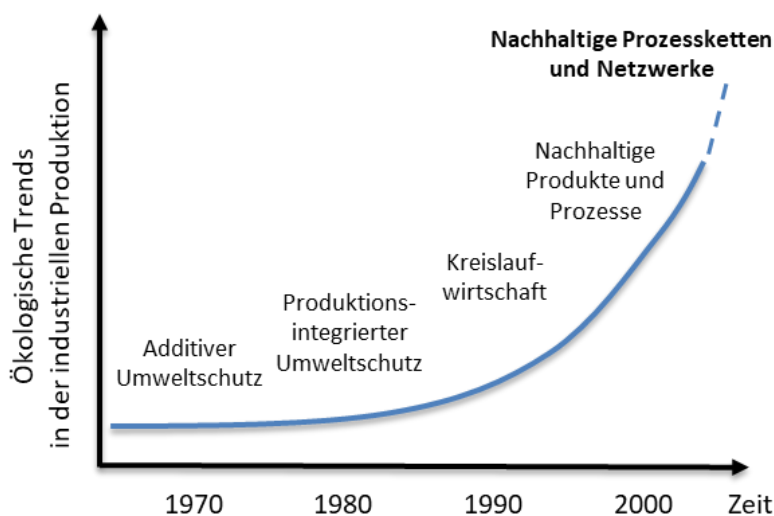 Nachhaltige Prozessketten
und Netzwerke
Ökologische Trends
in der industriellen Produktion
Nachhaltige
Produkte und
Prozesse
Kreislauf-
wirtschaft
Produktions-
integrierter
Umweltschutz
Additiver
Umweltschutz
1970 1980 1990 2000 Zeit